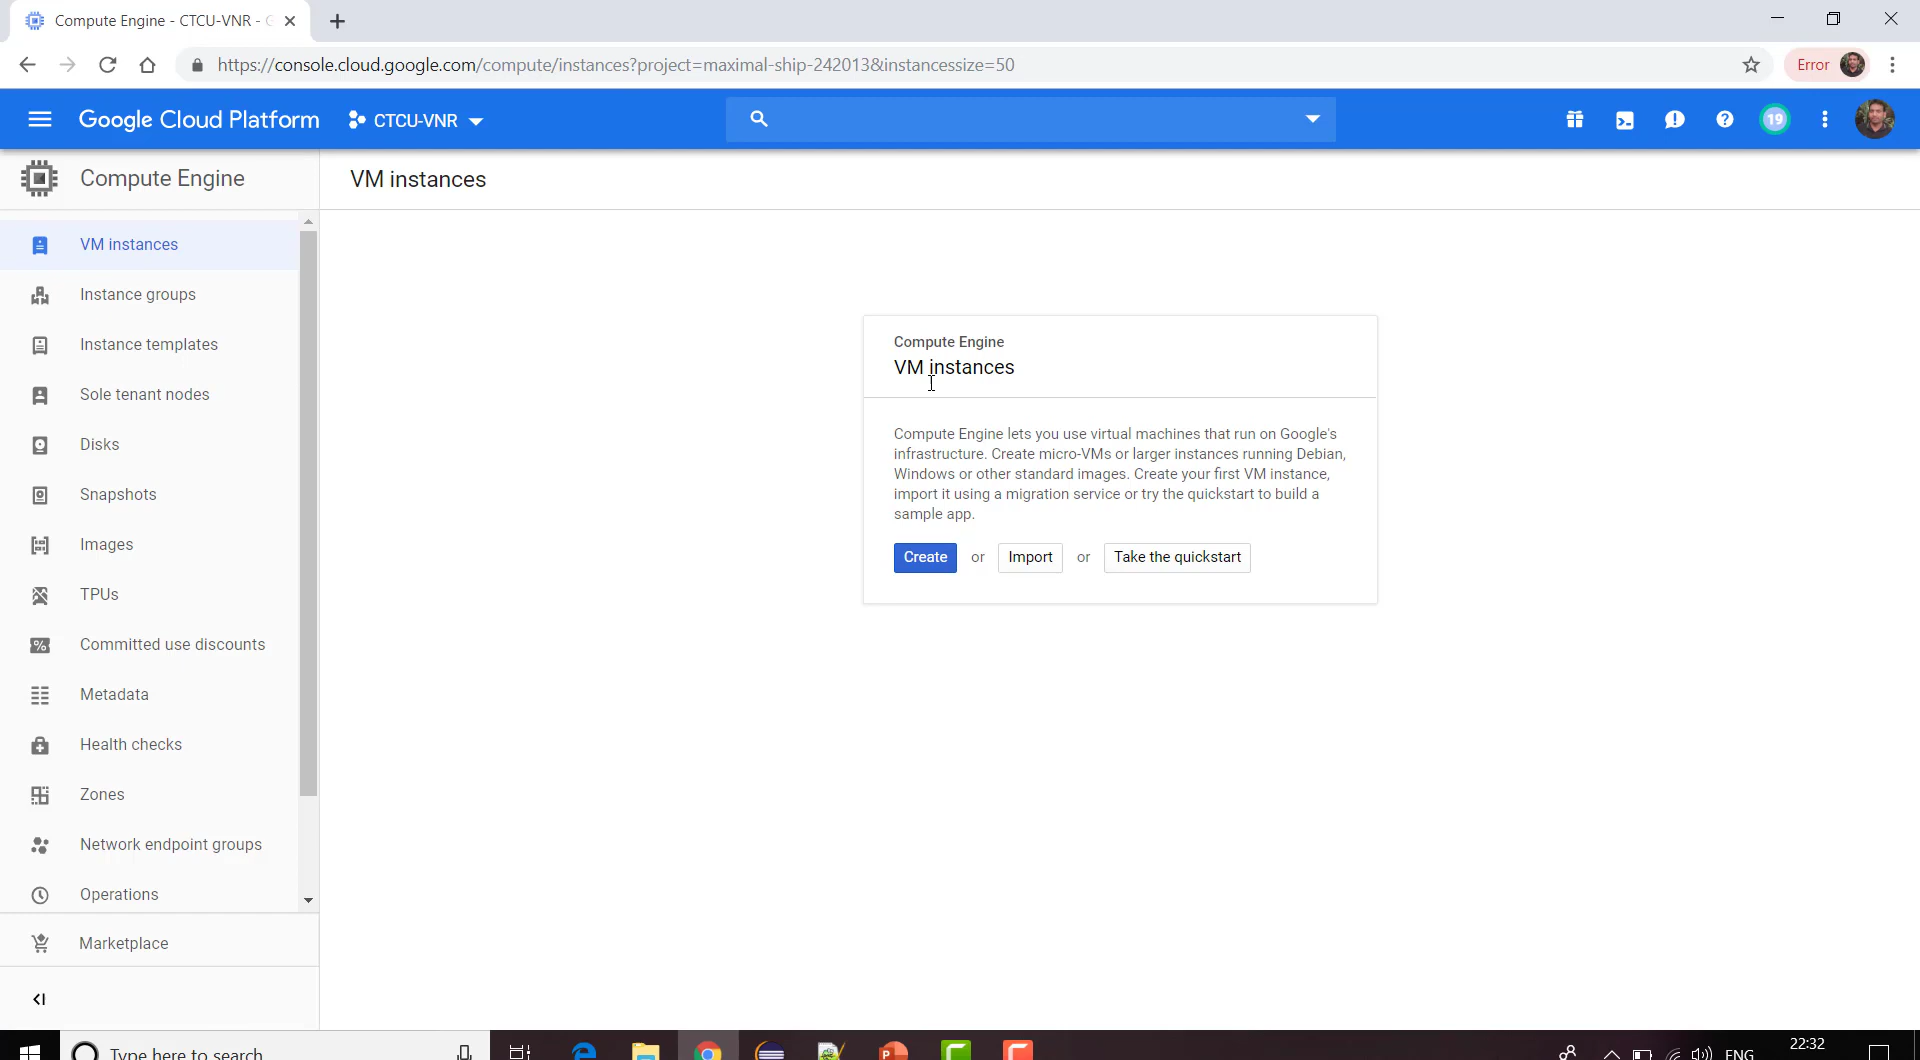 Compute Engine - CTCU-VNR - G
https://console.cloud.google.com/compute/instances?project=maximal-ship-242013&instancessize=50
Error
Google Cloud Platform
CTCU-VNR
19
Compute Engine
VM instances
VM instances
Instance groups
Instance templates
Sole tenant nodes
Disks
Snapshots
Images
TPUs
Committed use discounts
Metadata
Health checks
Zones
Network endpoint groups
Operations
Marketplace
Compute Engine
VM instances
Compute Engine lets you use virtual machines that run on Google's
infrastructure. Create micro-VMs or larger instances running Debian,
Windows or other standard images. Create your first VM instance,
import it using a migration service or try the quickstart to build a
sample app.
Create or Import or Take the quickstart
Type here to search
ENG
22:32